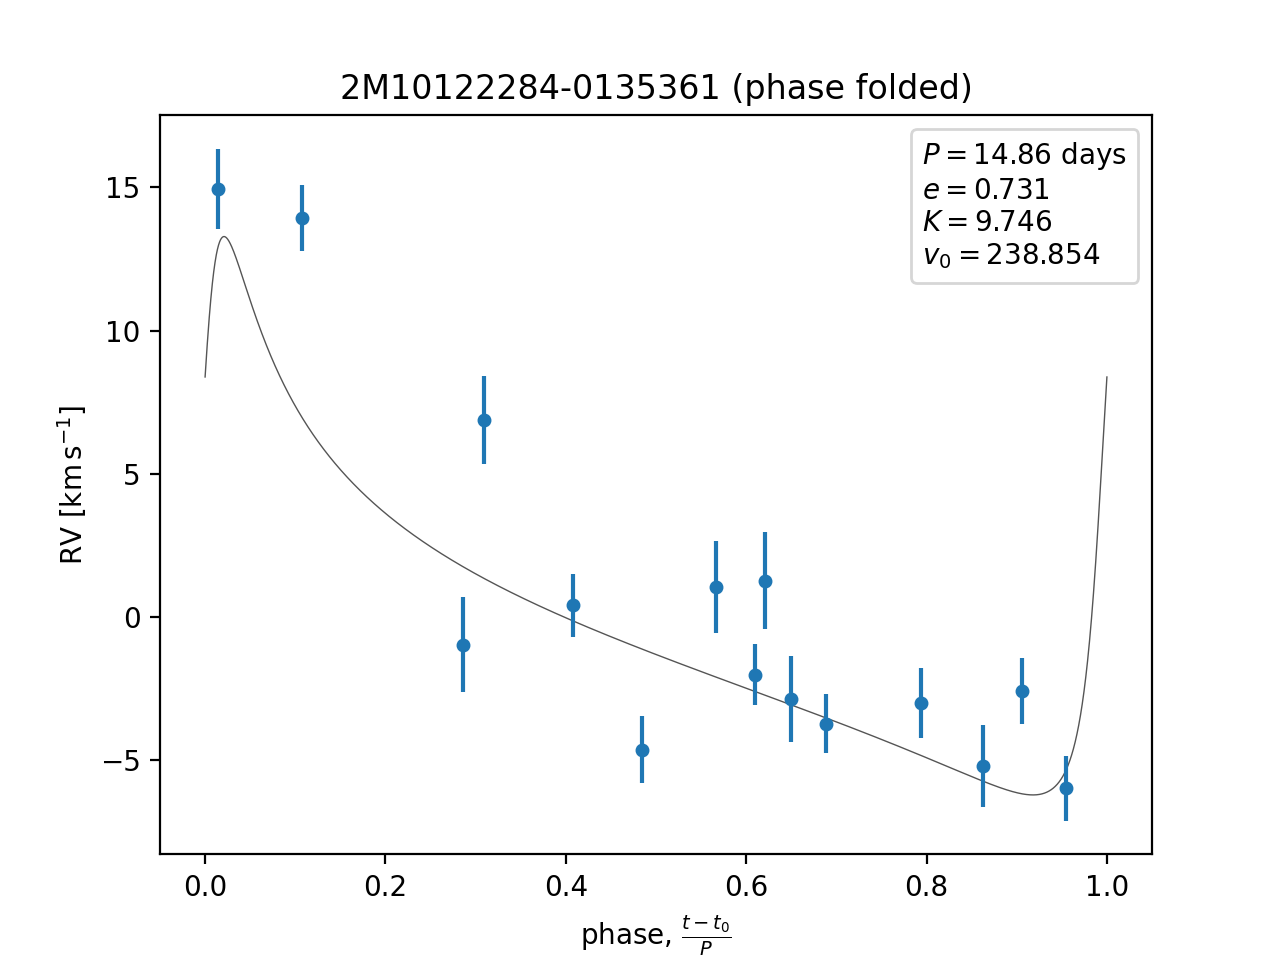 2M10122284-0135361 (phase folded)
P = 14.86 days
e = 0.731
K = 9.746
v₀ = 238.854
15
10
5
0
−5
RV [km s⁻¹]
0.0 0.2 0.4 0.6 0.8 1.0
phase, (t − t₀)/P